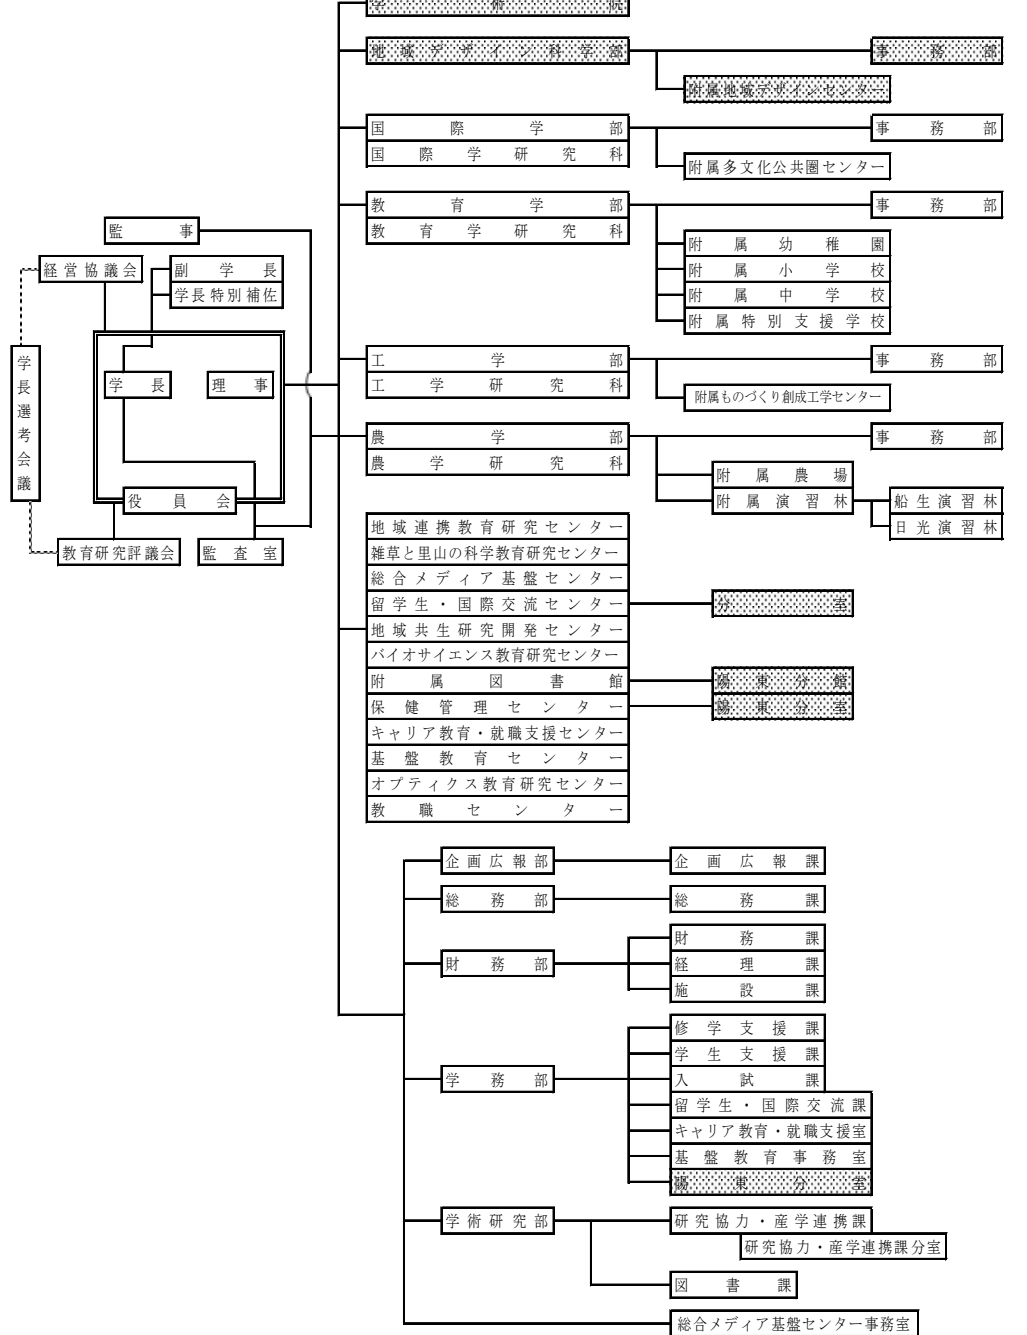 学術院
地域デザイン科学部
事務部
附属地域デザインセンター
国際学部
事務部
国際学研究科
附属多文化公共圏センター
教育学部
事務部
教育学研究科
附属幼稚園
附属小学校
附属中学校
附属特別支援学校
監事
経営協議会
副学長
学長特別補佐
学長選考会議
学長
理事
役員会
教育研究評議会
監査室
工学部
事務部
工学研究科
附属ものづくり創成工学センター
農学部
事務部
農学研究科
附属農場
附属演習林
船生演習林
日光演習林
地域連携教育研究センター
雑草と里山の科学教育研究センター
総合メディア基盤センター
留学生・国際交流センター
分室
地域共生研究開発センター
バイオサイエンス教育研究センター
附属図書館
陽東分館
保健管理センター
陽東分室
キャリア教育・就職支援センター
基盤教育センター
オプティクス教育研究センター
教職センター
企画広報部
企画広報課
総務部
総務課
財務部
財務課
経理課
施設課
学務部
修学支援課
学生支援課
入試課
留学生・国際交流課
キャリア教育・就職支援室
基盤教育事務室
陽東分室
学術研究部
研究協力・産学連携課
研究協力・産学連携課分室
図書課
総合メディア基盤センター事務室